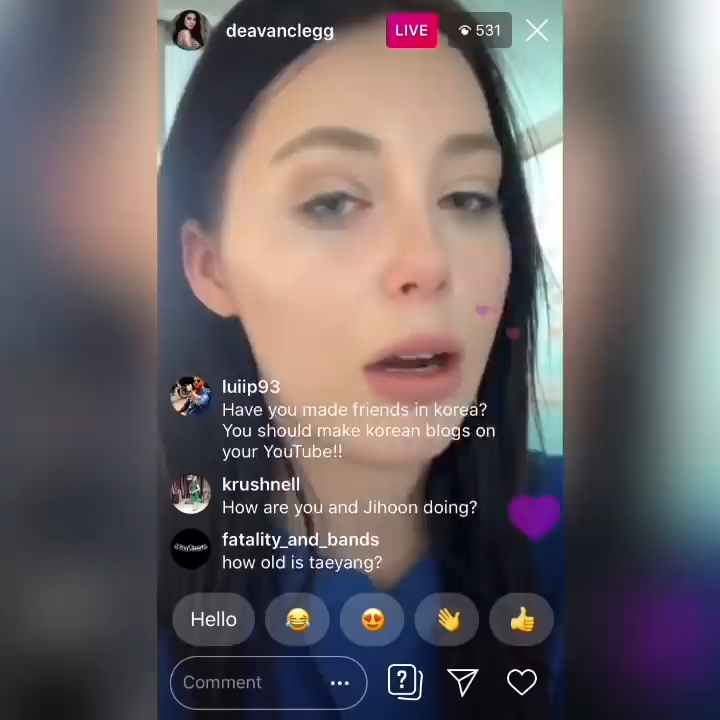 deavanclegg
LIVE
531
luiip93
Have you made friends in korea?
You should make korean blogs on
your YouTube!!
krushnell
How are you and Jihoon doing?
fatality_and_bands
how old is taeyang?
Hello
Comment
?